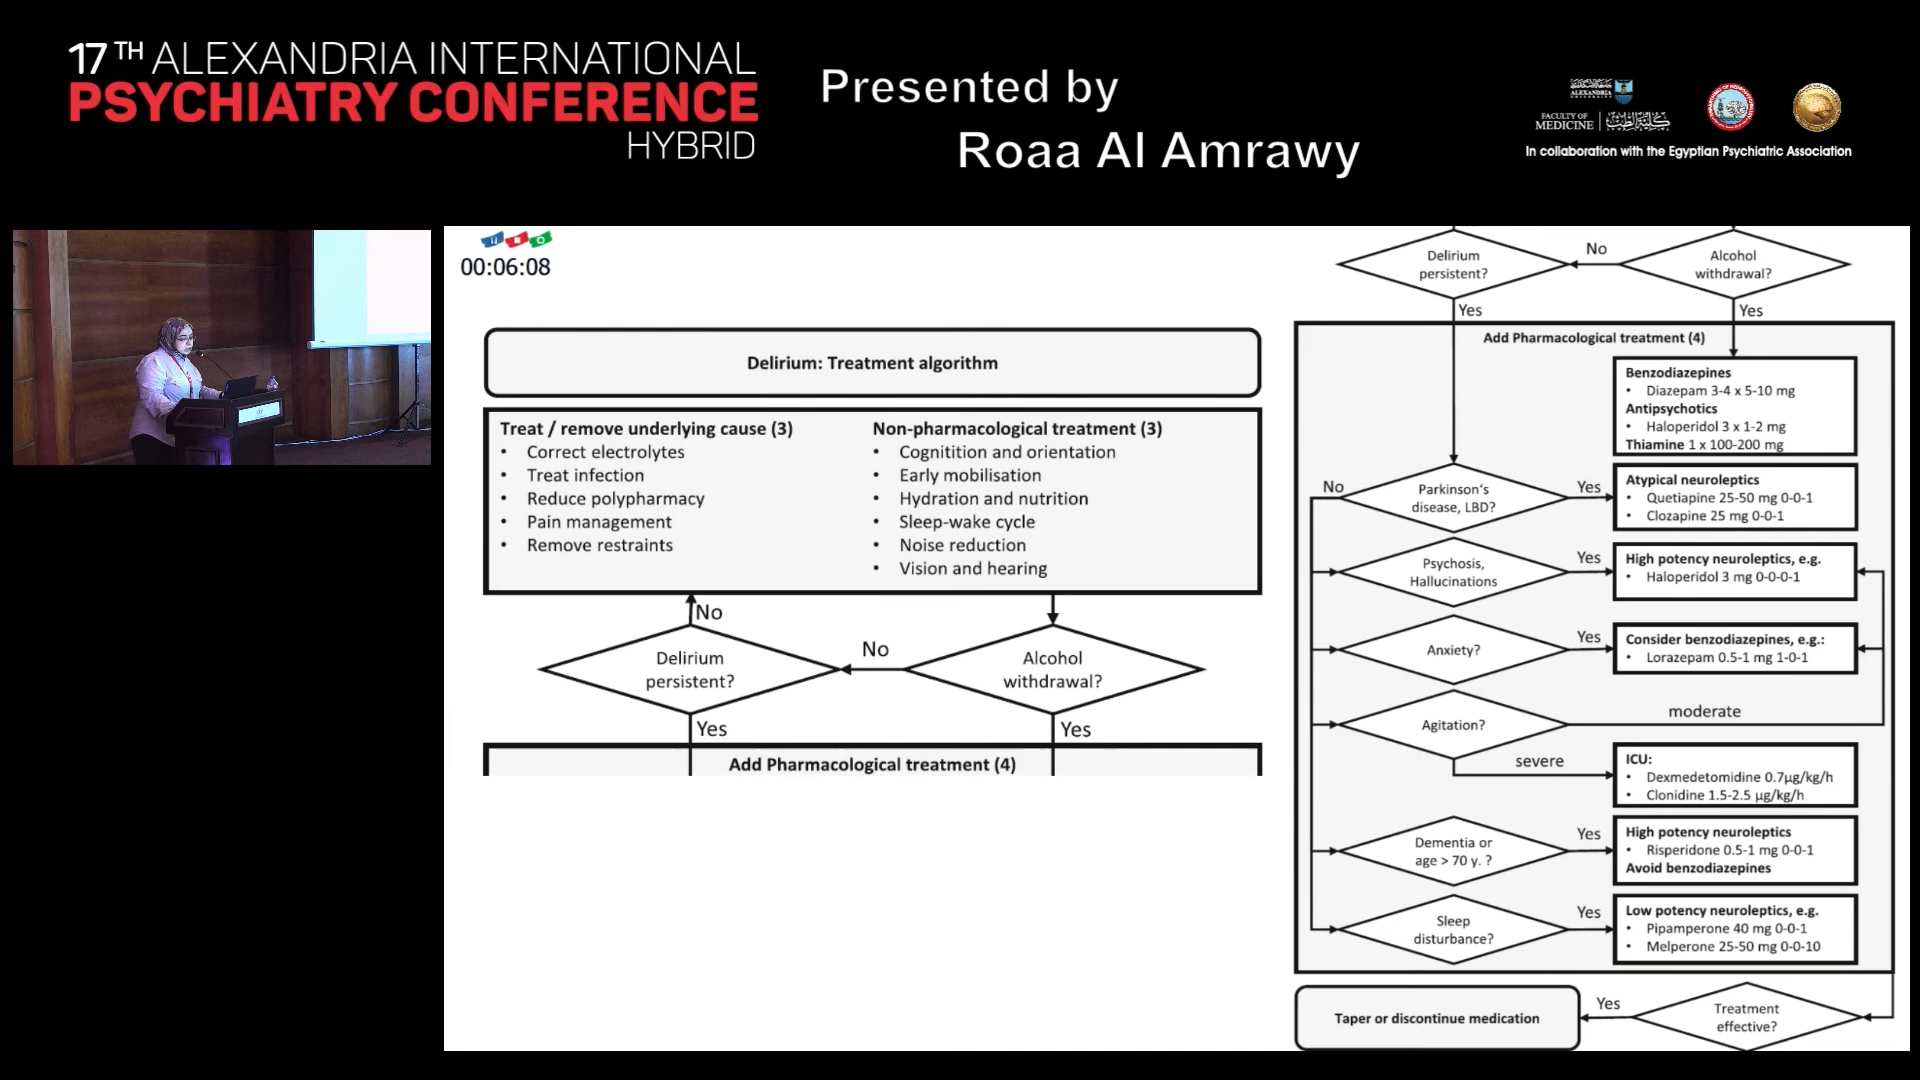 17TH ALEXANDRIA INTERNATIONAL
PSYCHIATRY CONFERENCE
HYBRID
Presented by
Roaa Al Amrawy
ALEXANDRIA
FACULTY OF
MEDICINE
كلية الطب
In collaboration with the Egyptian Psychiatric Association
00:06:08
Delirium: Treatment algorithm
Treat / remove underlying cause (3)
• Correct electrolytes
• Treat infection
• Reduce polypharmacy
• Pain management
• Remove restraints
Non-pharmacological treatment (3)
• Cognitition and orientation
• Early mobilisation
• Hydration and nutrition
• Sleep-wake cycle
• Noise reduction
• Vision and hearing
No
Delirium
persistent?
No
Alcohol
withdrawal?
Yes
Yes
Add Pharmacological treatment (4)
Delirium
persistent?
No
Alcohol
withdrawal?
Yes
Yes
Add Pharmacological treatment (4)
Benzodiazepines
• Diazepam 3-4 x 5-10 mg
Antipsychotics
• Haloperidol 3 x 1-2 mg
Thiamine 1 x 100-200 mg
No
Parkinson's
disease, LBD?
Yes
Atypical neuroleptics
• Quetiapine 25-50 mg 0-0-1
• Clozapine 25 mg 0-0-1
Psychosis,
Hallucinations
Yes
High potency neuroleptics, e.g.
• Haloperidol 3 mg 0-0-0-1
Anxiety?
Yes
Consider benzodiazepines, e.g.:
• Lorazepam 0.5-1 mg 1-0-1
Agitation?
moderate
severe
ICU:
• Dexmedetomidine 0.7µg/kg/h
• Clonidine 1.5-2.5 µg/kg/h
Dementia or
age > 70 y. ?
Yes
High potency neuroleptics
• Risperidone 0.5-1 mg 0-0-1
Avoid benzodiazepines
Sleep
disturbance?
Yes
Low potency neuroleptics, e.g.
• Pipamperone 40 mg 0-0-1
• Melperone 25-50 mg 0-0-10
Taper or discontinue medication
Yes
Treatment
effective?